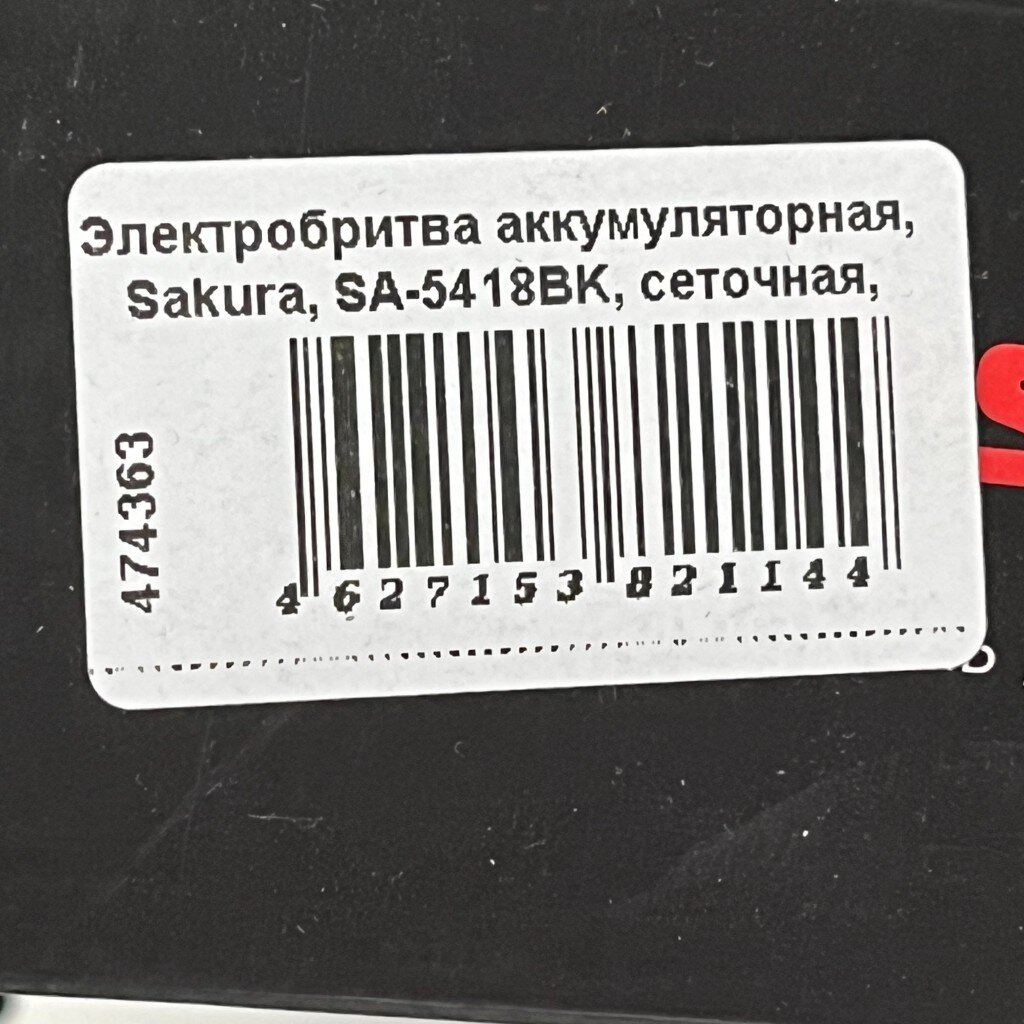 Электробритва аккумуляторная,
Sakura, SA-5418BK, сеточная,
474363
4 627153 821144